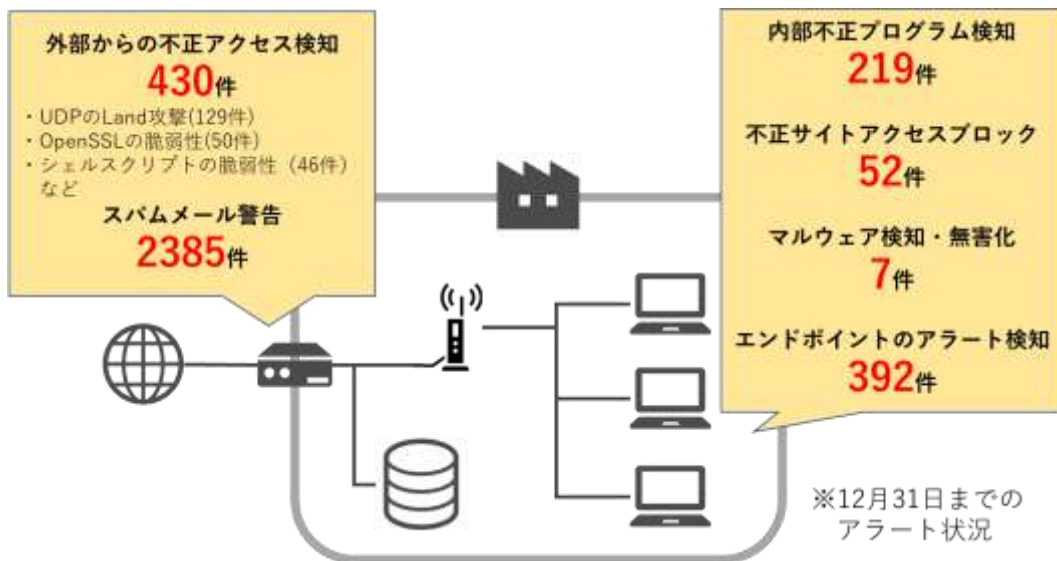 外部からの不正アクセス検知
430件
・UDPのLand攻撃(129件)
・OpenSSLの脆弱性(50件)
・シェルスクリプトの脆弱性（46件）
など
スパムメール警告
2385件
内部不正プログラム検知
219件
不正サイトアクセスブロック
52件
マルウェア検知・無害化
7件
エンドポイントのアラート検知
392件
※12月31日までの
アラート状況